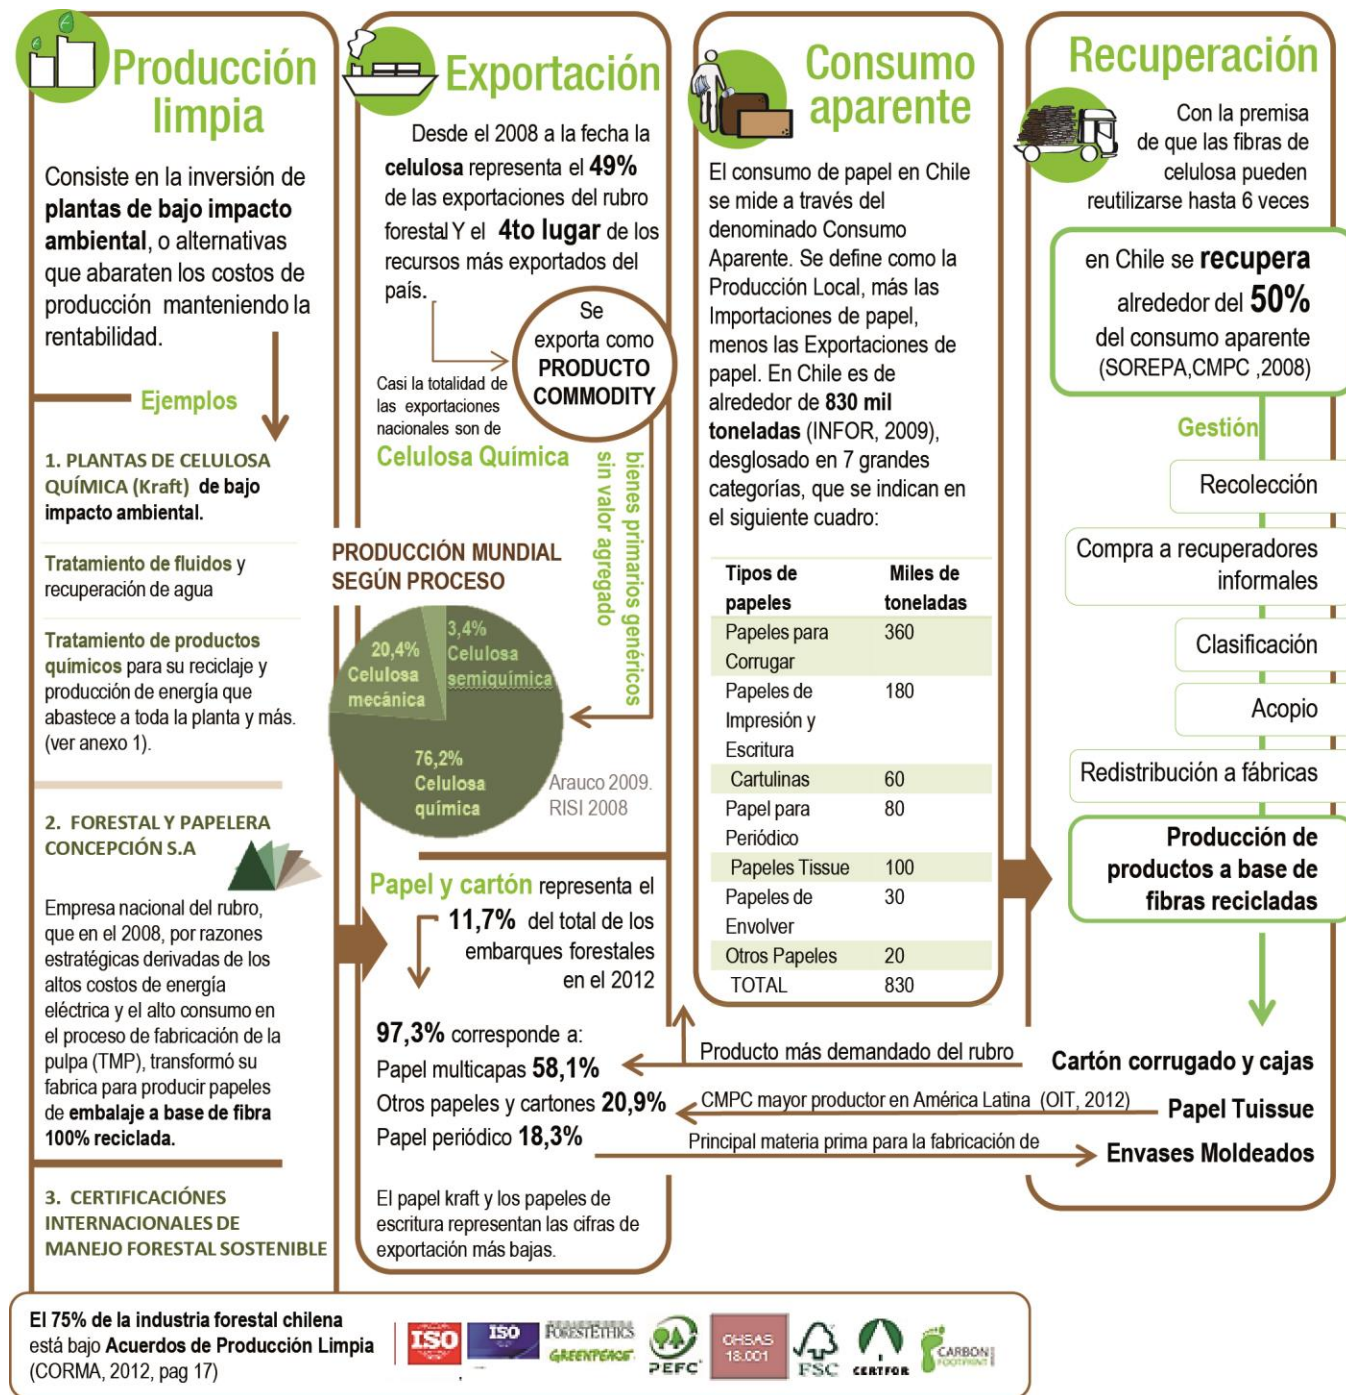 Producción
limpia
Consiste en la inversión de
plantas de bajo impacto
ambiental, o alternativas
que abaraten los costos de
producción manteniendo la
rentabilidad.
Ejemplos
1. PLANTAS DE CELULOSA
QUÍMICA (Kraft) de bajo
impacto ambiental.
Tratamiento de fluidos y
recuperación de agua
Tratamiento de productos
químicos para su reciclaje y
producción de energía que
abastece a toda la planta y más.
(ver anexo 1).
2. FORESTAL Y PAPELERA
CONCEPCIÓN S.A
Empresa nacional del rubro,
que en el 2008, por razones
estratégicas derivadas de los
altos costos de energía
eléctrica y el alto consumo en
el proceso de fabricación de la
pulpa (TMP), transformó su
fabrica para producir papeles
de embalaje a base de fibra
100% reciclada.
3. CERTIFICACIÓNES
INTERNACIONALES DE
MANEJO FORESTAL SOSTENIBLE
Exportación
Desde el 2008 a la fecha la
celulosa representa el 49%
de las exportaciones del rubro
forestal Y el 4to lugar de los
recursos más exportados del
país.
Se
exporta como
PRODUCTO
COMMODITY
Casi la totalidad de
las exportaciones
nacionales son de
Celulosa Química
bienes primarios genéricos
sin valor agregado
PRODUCCIÓN MUNDIAL
SEGÚN PROCESO
3,4%
Celulosa
semiquímica
20,4%
Celulosa
mecánica
76,2%
Celulosa
química
Arauco 2009.
RISI 2008
Papel y cartón representa el
11,7% del total de los
embarques forestales
en el 2012
97,3% corresponde a:
Papel multicapas 58,1%
Otros papeles y cartones 20,9%
Papel periódico 18,3%
El papel kraft y los papeles de
escritura representan las cifras de
exportación más bajas.
Consumo
aparente
El consumo de papel en Chile
se mide a través del
denominado Consumo
Aparente. Se define como la
Producción Local, más las
Importaciones de papel,
menos las Exportaciones de
papel. En Chile es de
alrededor de 830 mil
toneladas (INFOR, 2009),
desglosado en 7 grandes
categorías, que se indican en
el siguiente cuadro:
Tipos de papeles Miles de toneladas
Papeles para Corrugar 360
Papeles de Impresión y Escritura 180
Cartulinas 60
Papel para Periódico 80
Papeles Tissue 100
Papeles de Envolver 30
Otros Papeles 20
TOTAL 830
Recuperación
Con la premisa
de que las fibras de
celulosa pueden
reutilizarse hasta 6 veces
en Chile se recupera
alrededor del 50%
del consumo aparente
(SOREPA,CMPC ,2008)
Gestión
Recolección
Compra a recuperadores
informales
Clasificación
Acopio
Redistribución a fábricas
Producción de
productos a base de
fibras recicladas
Producto más demandado del rubro
Cartón corrugado y cajas
CMPC mayor productor en América Latina (OIT, 2012)
Papel Tuissue
Principal materia prima para la fabricación de
Envases Moldeados
El 75% de la industria forestal chilena
está bajo Acuerdos de Producción Limpia
(CORMA, 2012, pag 17)
ISO
ISO
FORESTETHICS
GREENPEACE
PEFC
OHSAS
18.001
FSC
CERTFOR
CARBON
FOOTPRINT